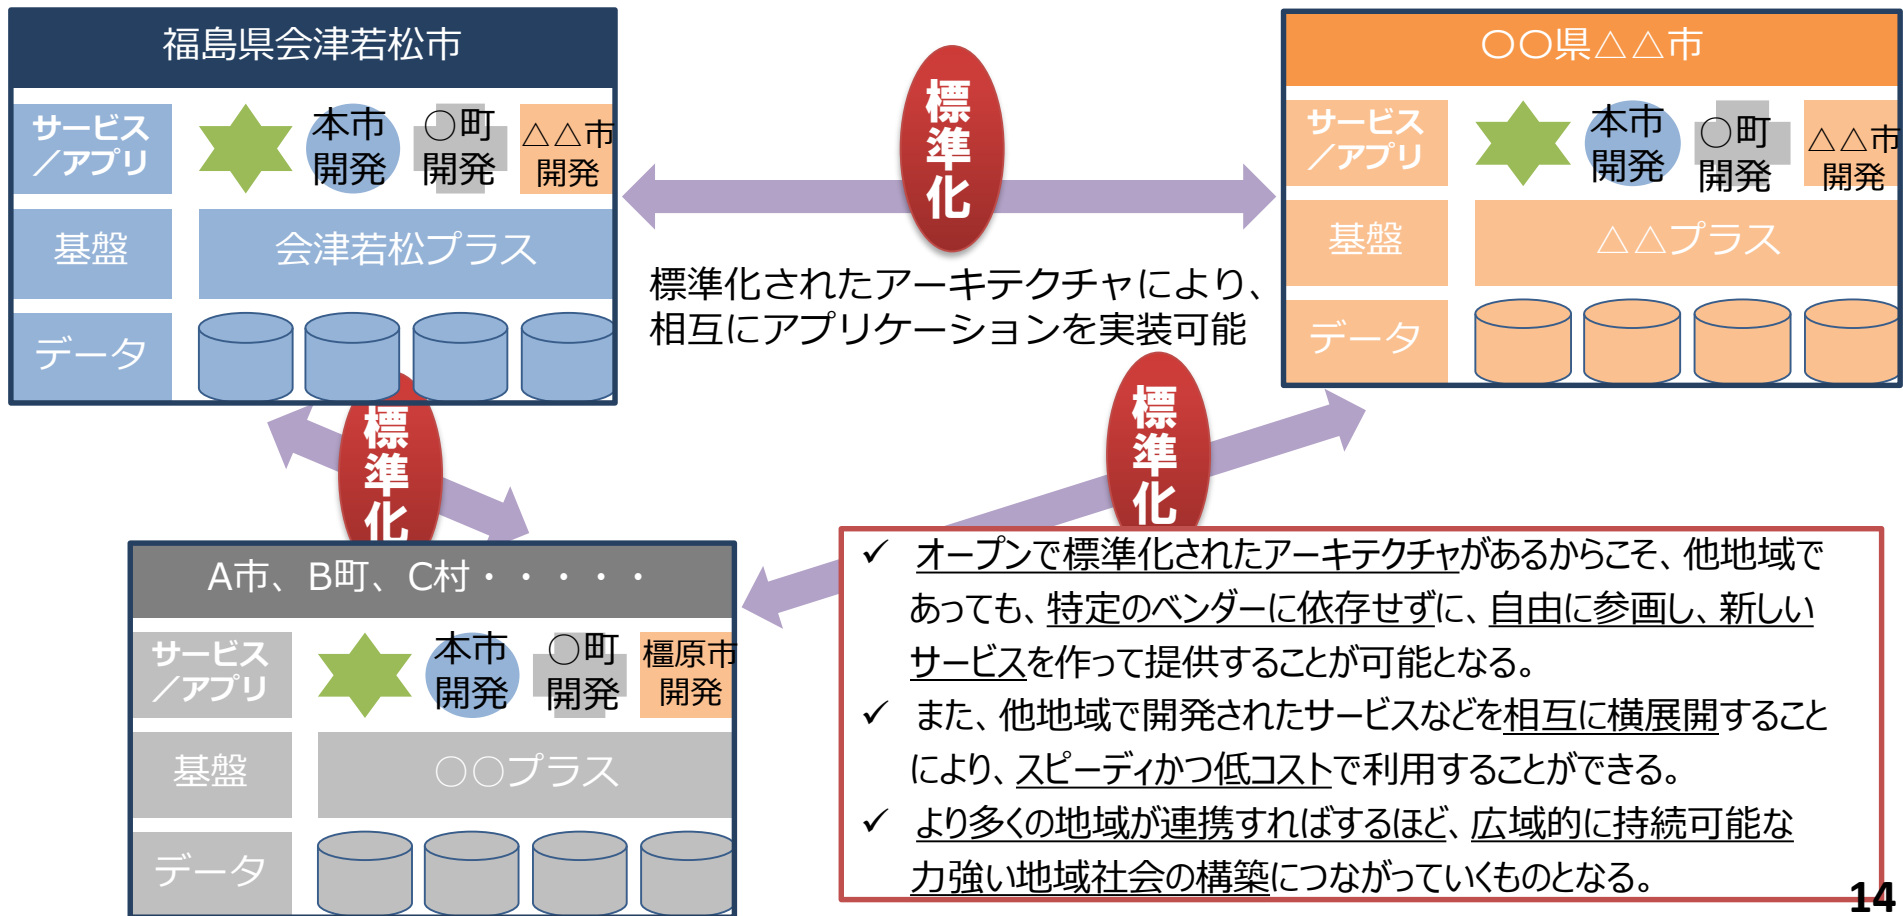 福島県会津若松市
サービス
／アプリ
本市
開発
○町
開発
△△市
開発
基盤
会津若松プラス
データ
標準化
標準化されたアーキテクチャにより、
相互にアプリケーションを実装可能
○○県△△市
サービス
／アプリ
本市
開発
○町
開発
△△市
開発
基盤
△△プラス
データ
標準化
標準化
A市、B町、C村・・・・・
サービス
／アプリ
本市
開発
○町
開発
橿原市
開発
基盤
○○プラス
データ
✓ オープンで標準化されたアーキテクチャがあるからこそ、他地域で
あっても、特定のベンダーに依存せずに、自由に参画し、新しい
サービスを作って提供することが可能となる。
✓ また、他地域で開発されたサービスなどを相互に横展開すること
により、スピーディかつ低コストで利用することができる。
✓ より多くの地域が連携すればするほど、広域的に持続可能な
力強い地域社会の構築につながっていくものとなる。
14